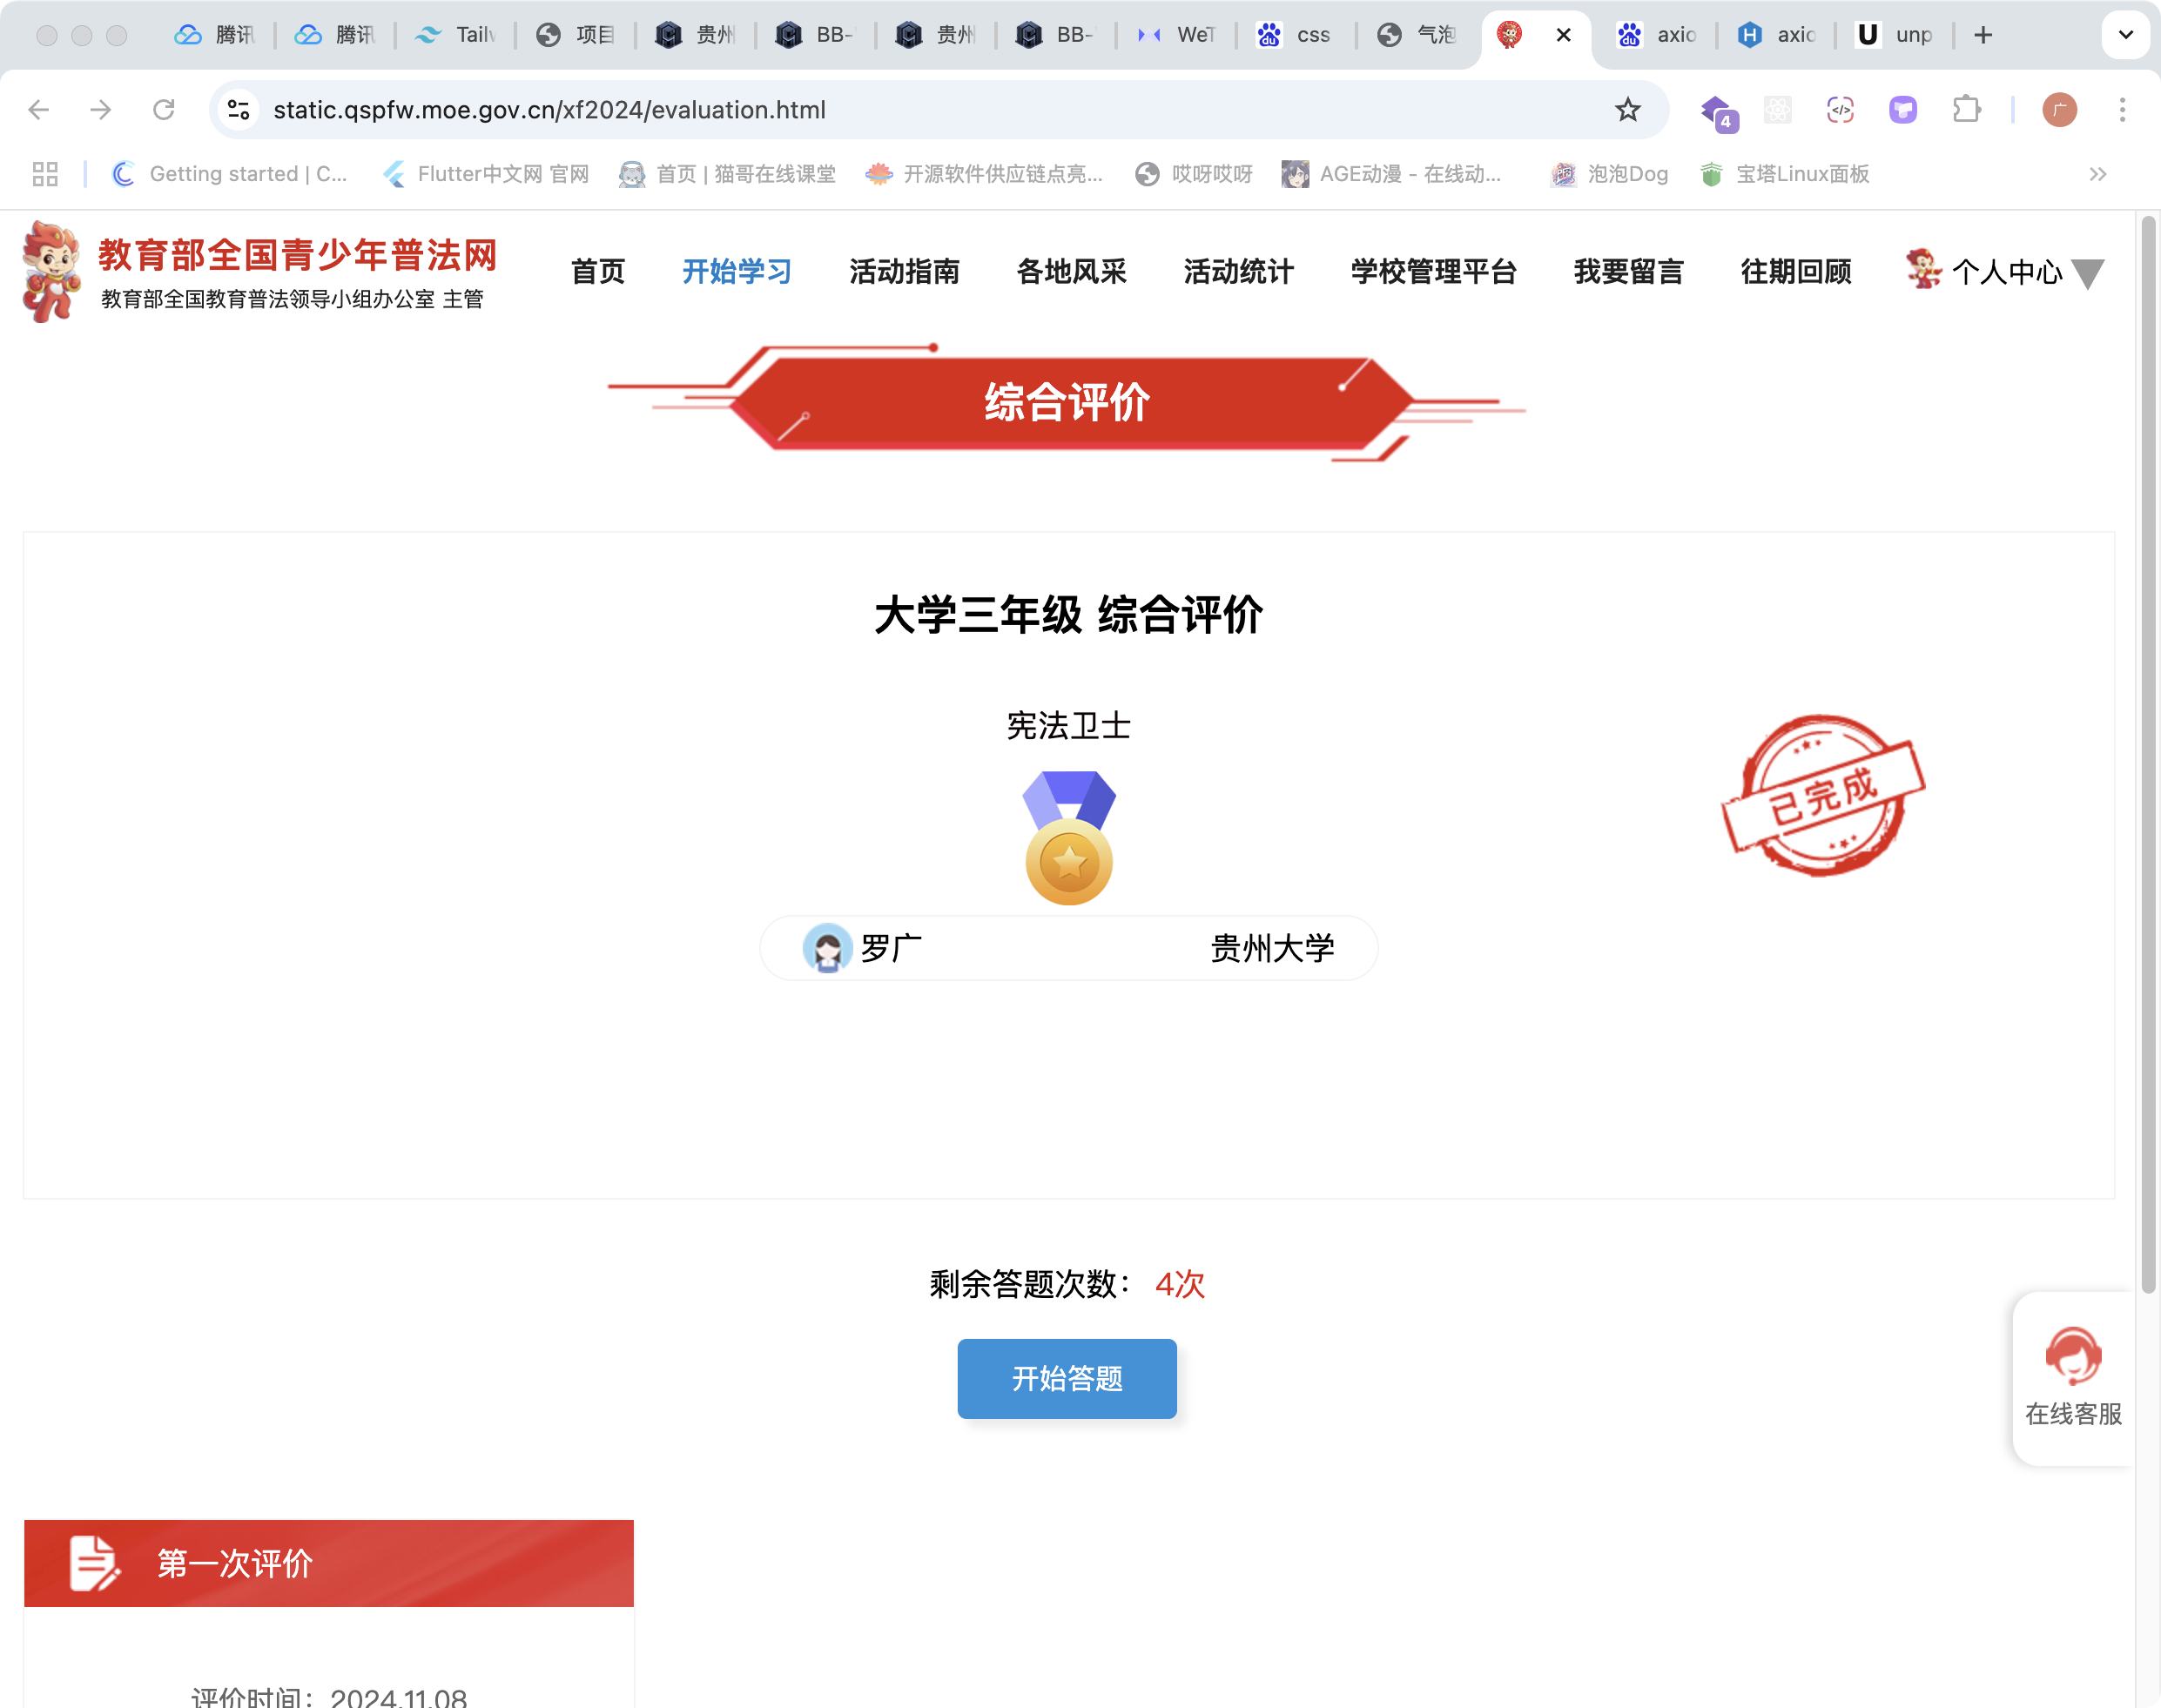 腾讯
腾讯
Tailw
项目
贵州
BB-
贵州
BB-
WeT
css
气泡
axio
axio
unp
static.qspfw.moe.gov.cn/xf2024/evaluation.html
4
广
Getting started | C...
Flutter中文网 官网
首页 | 猫哥在线课堂
开源软件供应链点亮...
哎呀哎呀
AGE动漫 - 在线动...
泡泡Dog
宝塔Linux面板
教育部全国青少年普法网
教育部全国教育普法领导小组办公室 主管
首页
开始学习
活动指南
各地风采
活动统计
学校管理平台
我要留言
往期回顾
个人中心
综合评价
大学三年级 综合评价
宪法卫士
已完成
罗广
贵州大学
剩余答题次数： 4次
开始答题
在线客服
第一次评价
评价时间：2024.11.08